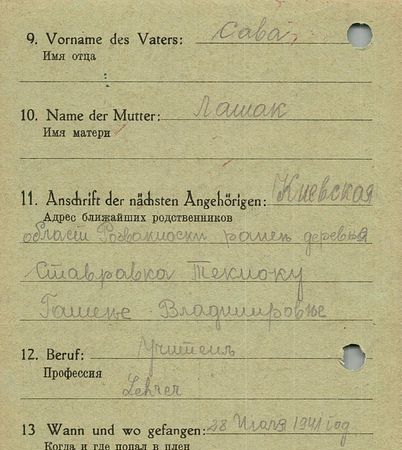 9. Vorname des Vaters: Сава
Имя отца
10. Name der Mutter: Лашак
Имя матери
11. Anschrift der nächsten Angehörigen: Киевская
Адрес ближайших родственников
область район деревня
Ставравка
Владимировне
12. Beruf: Учитель
Профессия
Lehrer
13 Wann und wo gefangen: 28 Июля 1941 год
Когда и где попал в плен